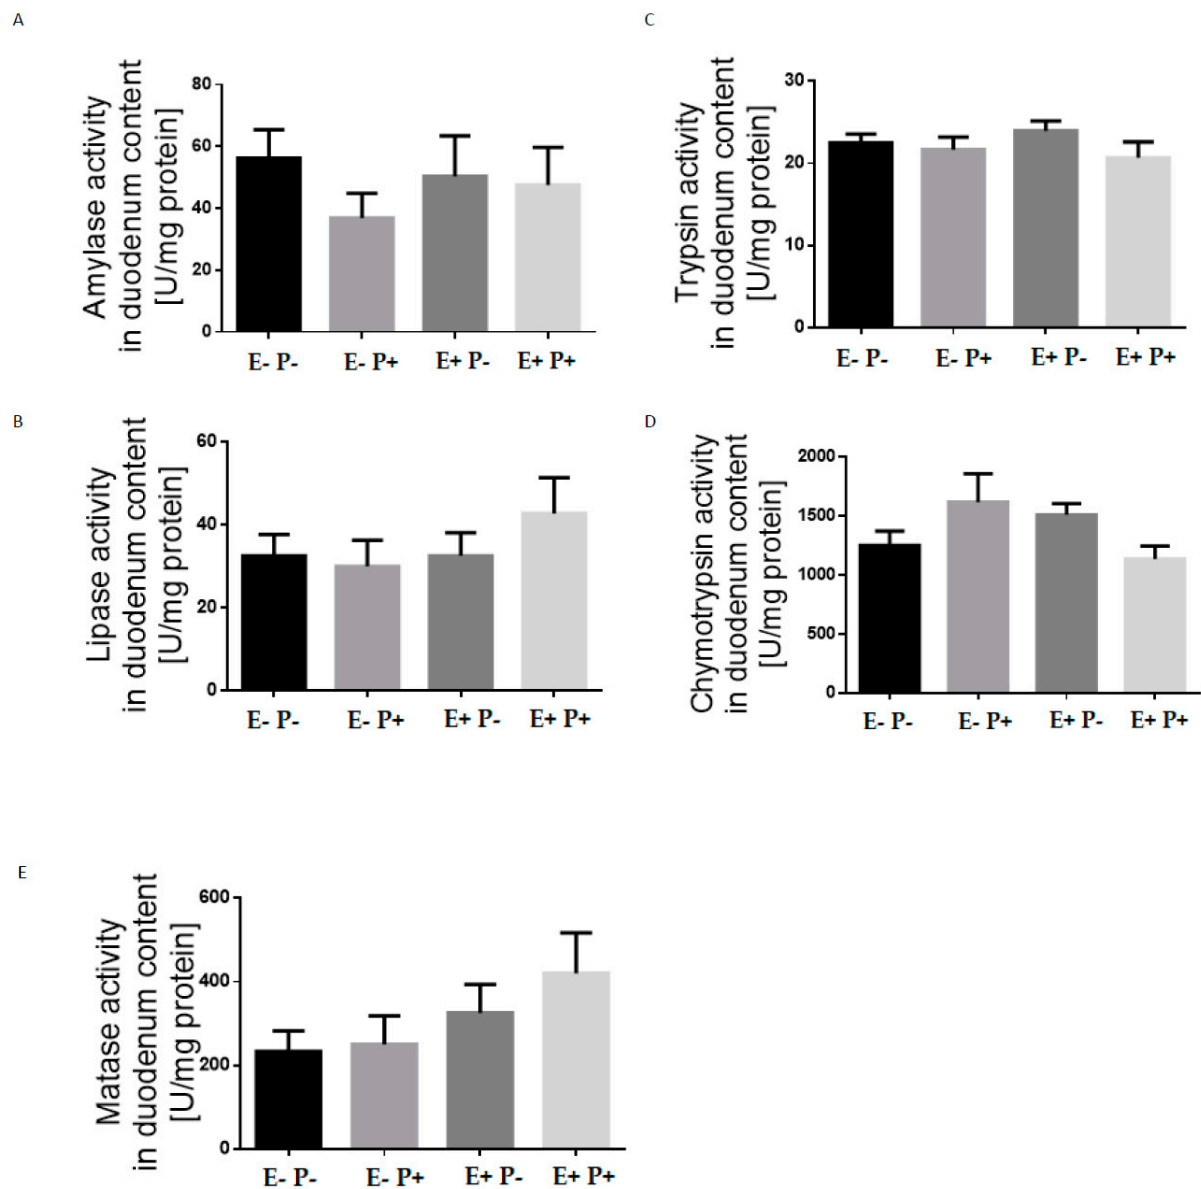 A
Amylase activity
in duodenum content
[U/mg protein]
80
60
40
20
0
E- P-
E- P+
E+ P-
E+ P+
C
Trypsin activity
in duodenum content
[U/mg protein]
30
20
10
0
E- P-
E- P+
E+ P-
E+ P+
B
Lipase activity
in duodenum content
[U/mg protein]
60
40
20
0
E- P-
E- P+
E+ P-
E+ P+
D
Chymotrypsin activity
in duodenum content
[U/mg protein]
2000
1500
1000
500
0
E- P-
E- P+
E+ P-
E+ P+
E
Matase activity
in duodenum content
[U/mg protein]
600
400
200
0
E- P-
E- P+
E+ P-
E+ P+